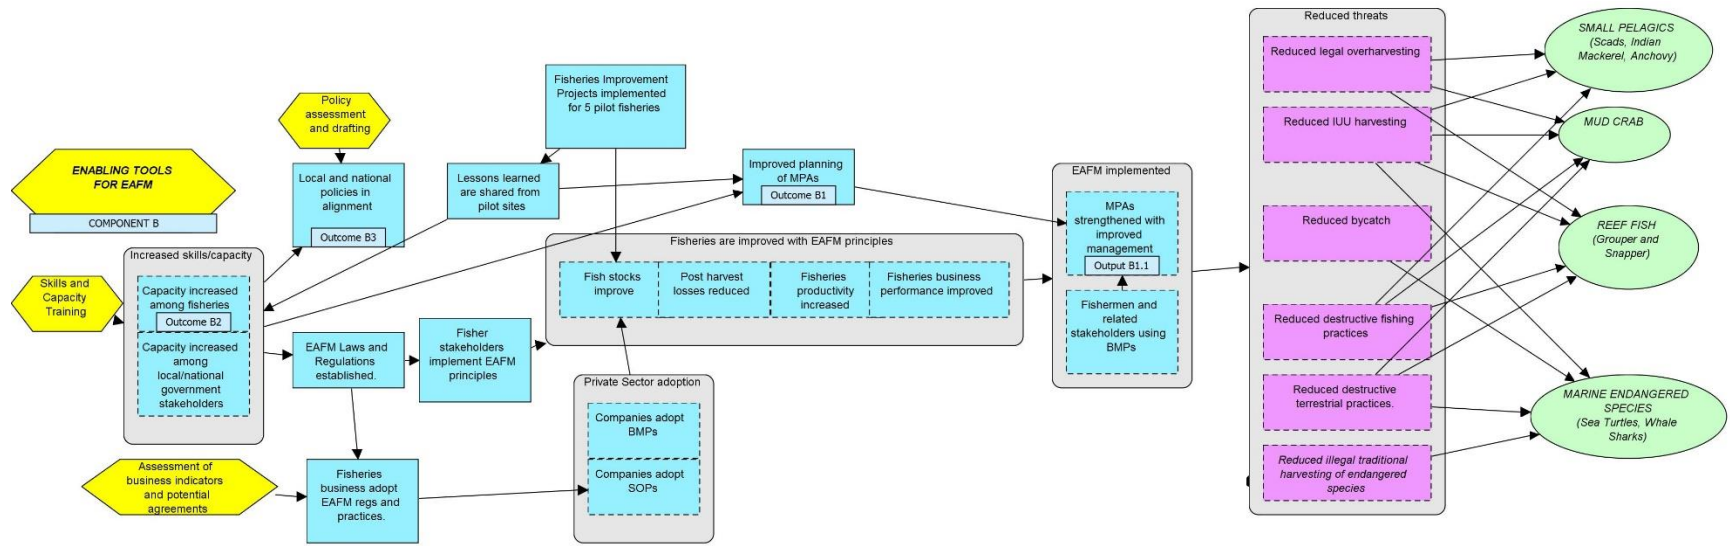 ENABLING TOOLS
FOR EAFM
COMPONENT B
Policy
assessment
and drafting
Local and national
policies in
alignment
Outcome B3
Skills and
Capacity
Training
Increased skills/capacity
Capacity increased
among fisheries
Outcome B2
Capacity increased
among
local/national
government
stakeholders
Assessment of
business indicators
and potential
agreements
EAFM Laws and
Regulations
established.
Fisheries
business adopt
EAFM regs and
practices.
Fisher
stakeholders
implement EAFM
principles
Fisheries Improvement
Projects implemented
for 5 pilot fisheries
Lessons learned
are shared from
pilot sites
Improved planning
of MPAs
Outcome B1
Fisheries are improved with EAFM principles
Fish stocks
improve
Post harvest
losses reduced
Fisheries
productivity
increased
Fisheries business
performance improved
Private Sector adoption
Companies adopt
BMPs
Companies adopt
SOPs
EAFM implemented
MPAs
strengthened with
improved
management
Output B1.1
Fishermen and
related
stakeholders using
BMPs
Reduced threats
Reduced legal overharvesting
Reduced IUU harvesting
Reduced bycatch
Reduced destructive fishing
practices
Reduced destructive
terrestrial practices.
Reduced illegal traditional
harvesting of endangered
species
SMALL PELAGICS
(Scads, Indian
Mackerel, Anchovy)
MUD CRAB
REEF FISH
(Grouper and
Snapper)
MARINE ENDANGERED
SPECIES
(Sea Turtles, Whale
Sharks)